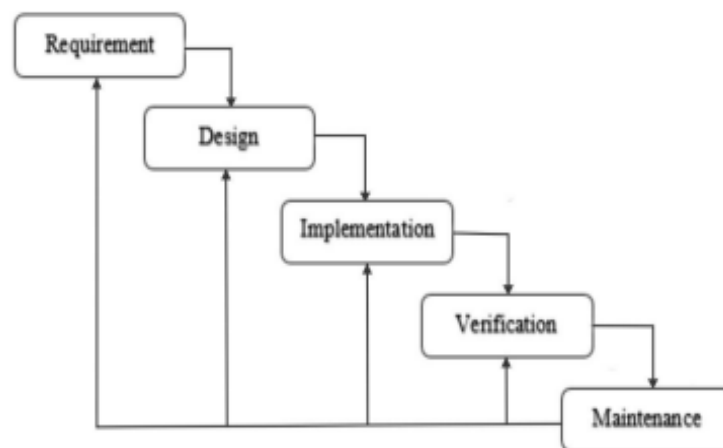 Requirement
Design
Implementation
Verification
Maintenance